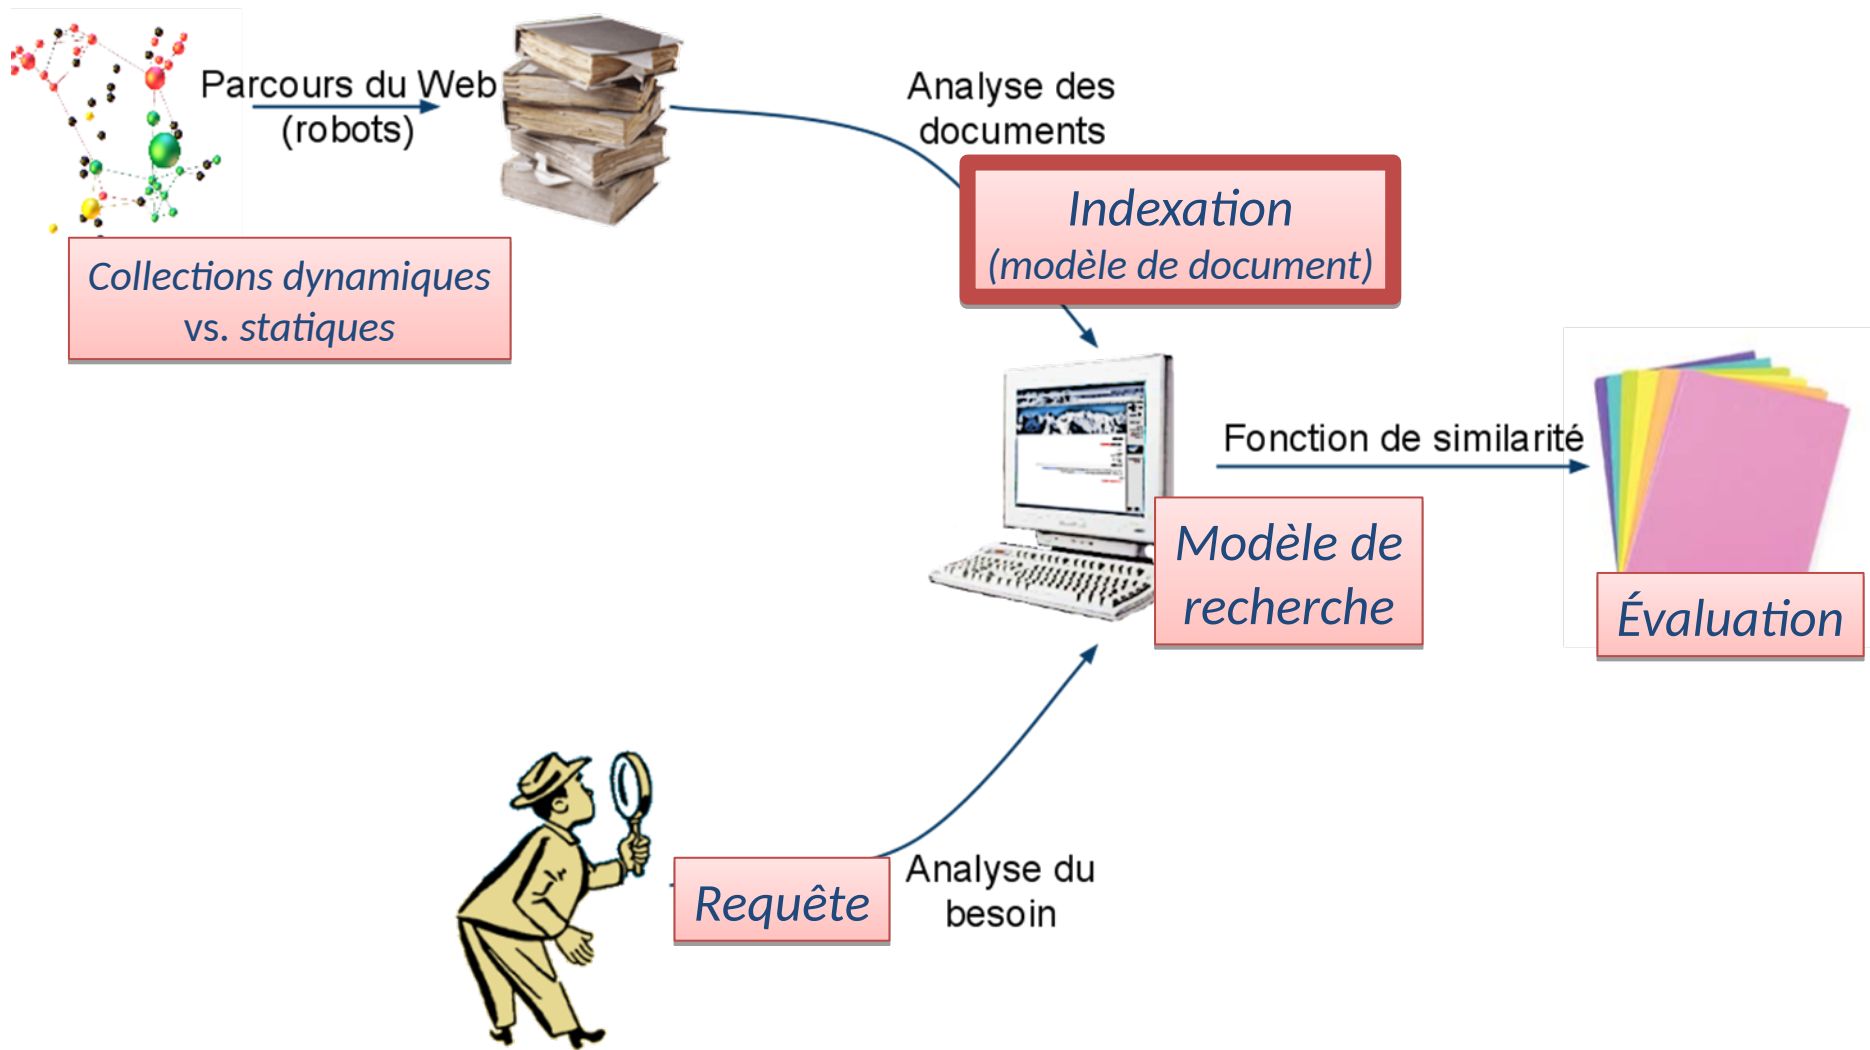 Parcours du Web
(robots)
Collections dynamiques
vs. statiques
Analyse des
documents
Indexation
(modèle de document)
Fonction de similarité
Modèle de
recherche
Évaluation
Requête
Analyse du
besoin